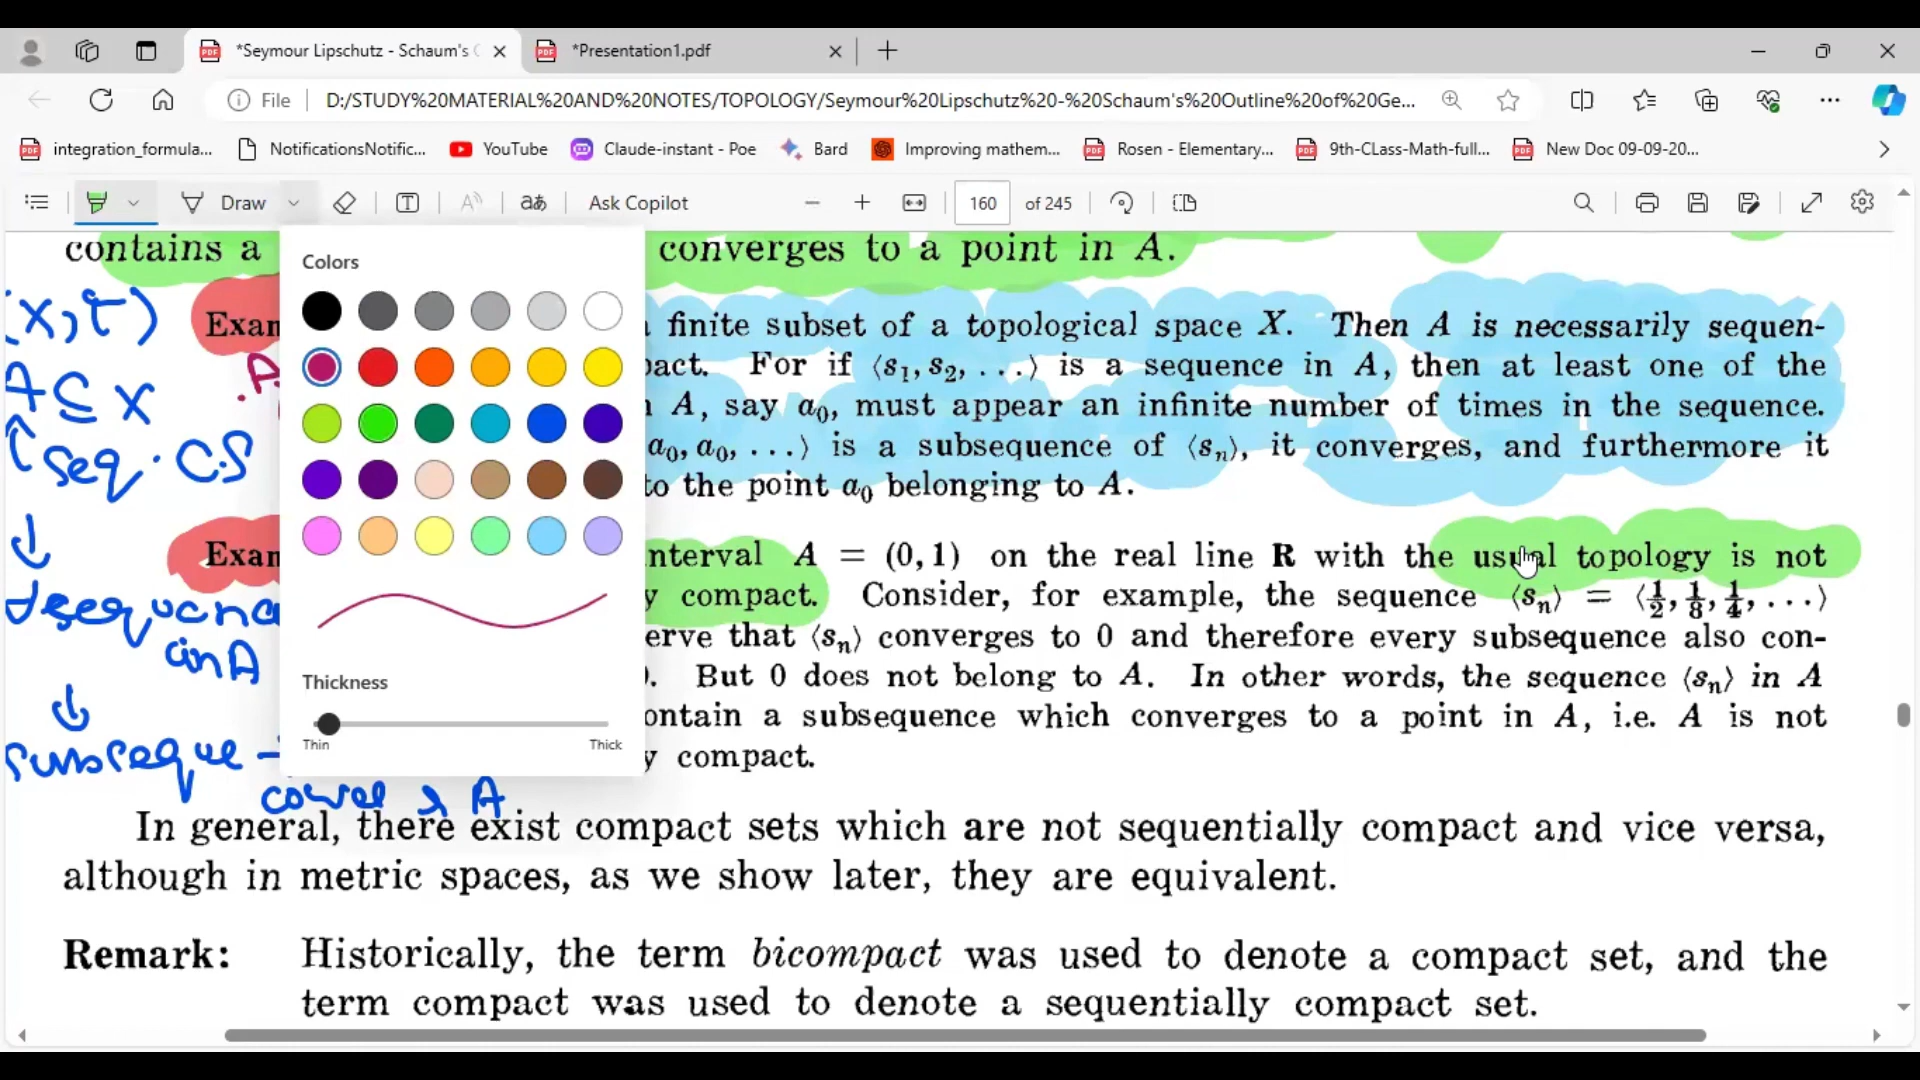 *Seymour Lipschutz - Schaum's
*Presentation1.pdf
File
D:/STUDY%20MATERIAL%20AND%20NOTES/TOPOLOGY/Seymour%20Lipschutz%20-%20Schaum's%20Outline%20of%20Ge...
integration_formula...
NotificationsNotific...
YouTube
Claude-instant - Poe
Bard
Improving mathem...
Rosen - Elementary...
9th-CLass-Math-full...
New Doc 09-09-20...
Draw
Ask Copilot
160 of 245
Colors
Thickness
Thin
Thick
contains a converges to a point in A.
(X,τ)
A ⊆ X
seq. CS
in A
A
Exam finite subset of a topological space X. Then A is necessarily sequen-
pact. For if ⟨s1, s2, . . .⟩ is a sequence in A, then at least one of the
A, say a0, must appear an infinite number of times in the sequence.
a0, a0, . . .⟩ is a subsequence of ⟨sn⟩, it converges, and furthermore it
to the point a0 belonging to A.
Exam nterval A = (0, 1) on the real line R with the usual topology is not
y compact. Consider, for example, the sequence ⟨sn⟩ = ⟨1/2, 1/8, 1/4, . . .⟩
erve that ⟨sn⟩ converges to 0 and therefore every subsequence also con-
. But 0 does not belong to A. In other words, the sequence ⟨sn⟩ in A
ontain a subsequence which converges to a point in A, i.e. A is not
y compact.
In general, there exist compact sets which are not sequentially compact and vice versa,
although in metric spaces, as we show later, they are equivalent.
Remark: Historically, the term bicompact was used to denote a compact set, and the
term compact was used to denote a sequentially compact set.